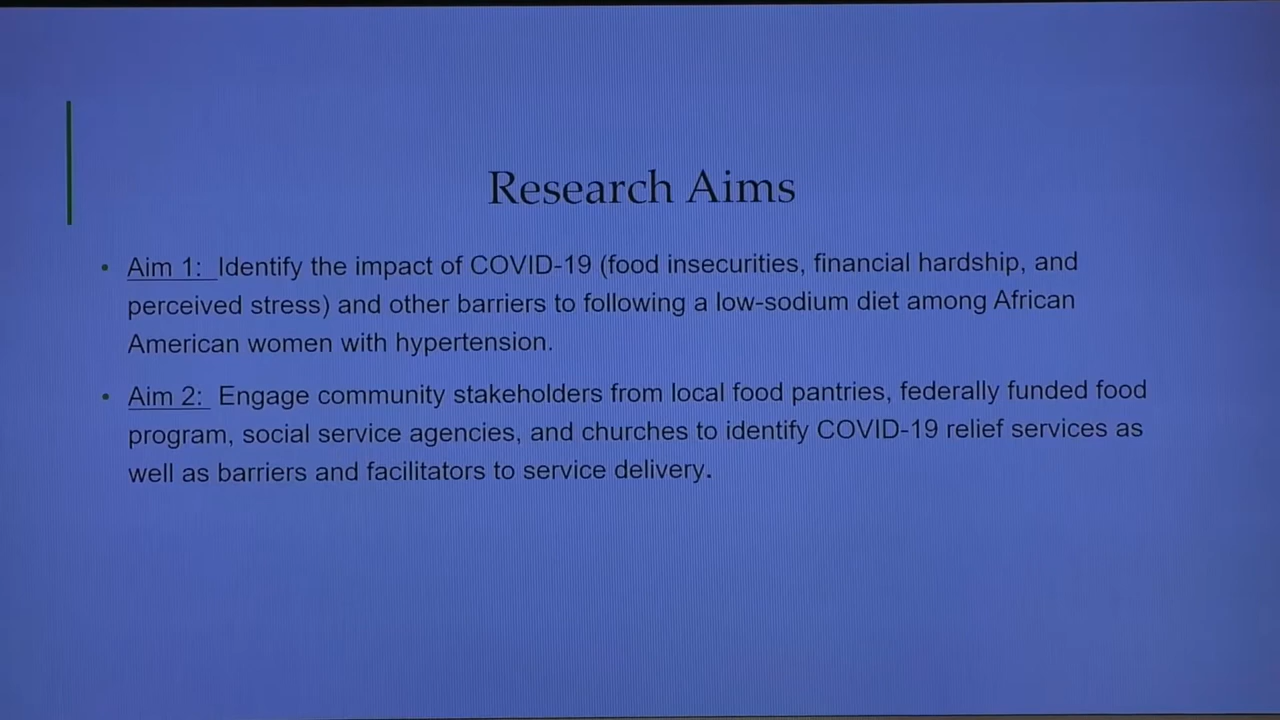 Research Aims
• Aim 1: Identify the impact of COVID-19 (food insecurities, financial hardship, and
perceived stress) and other barriers to following a low-sodium diet among African
American women with hypertension.
• Aim 2: Engage community stakeholders from local food pantries, federally funded food
program, social service agencies, and churches to identify COVID-19 relief services as
well as barriers and facilitators to service delivery.